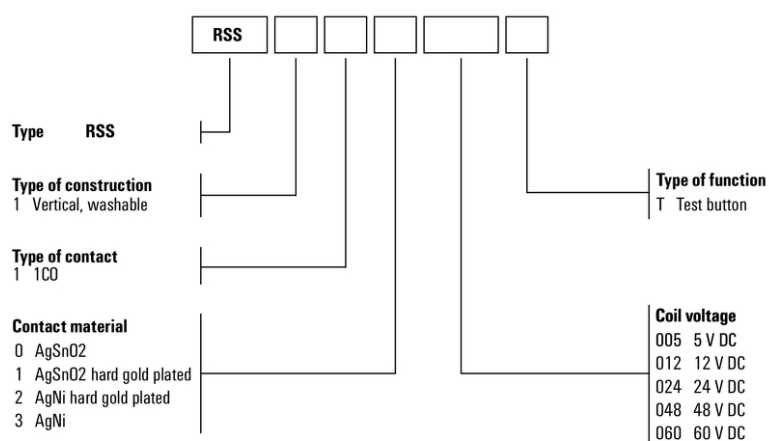 RSS
Type RSS
Type of construction
1 Vertical, washable
Type of contact
1 1CO
Contact material
0 AgSnO2
1 AgSnO2 hard gold plated
2 AgNi hard gold plated
3 AgNi
Type of function
T Test button
Coil voltage
005 5 V DC
012 12 V DC
024 24 V DC
048 48 V DC
060 60 V DC